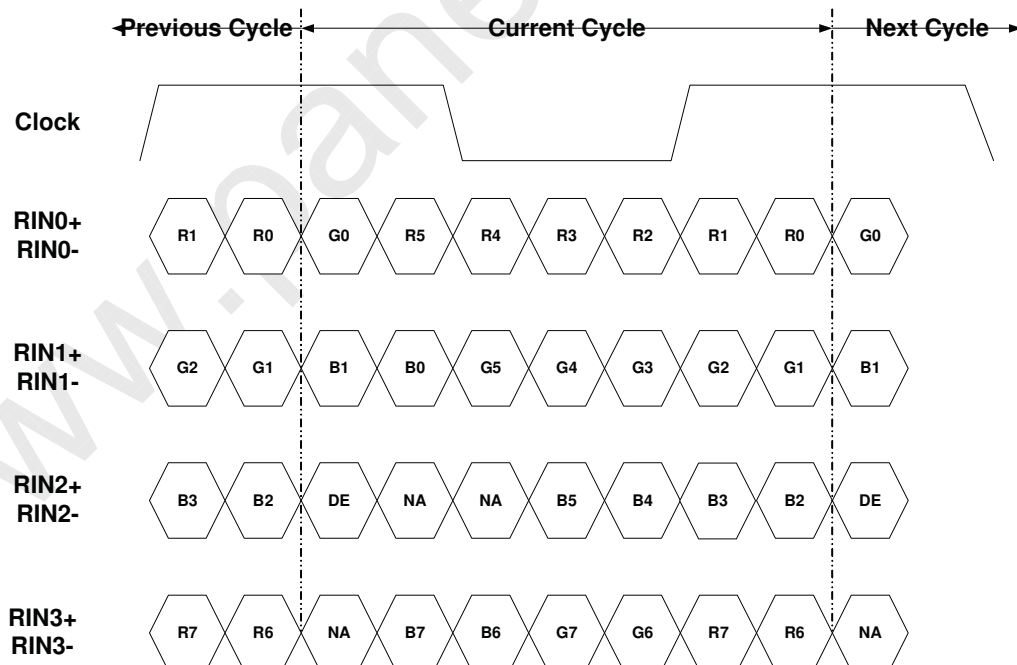 Previous Cycle Current Cycle Next Cycle
Clock
RIN0+
RIN0-
R1 R0 G0 R5 R4 R3 R2 R1 R0 G0
RIN1+
RIN1-
G2 G1 B1 B0 G5 G4 G3 G2 G1 B1
RIN2+
RIN2-
B3 B2 DE NA NA B5 B4 B3 B2 DE
RIN3+
RIN3-
R7 R6 NA B7 B6 G7 G6 R7 R6 NA
www.pane